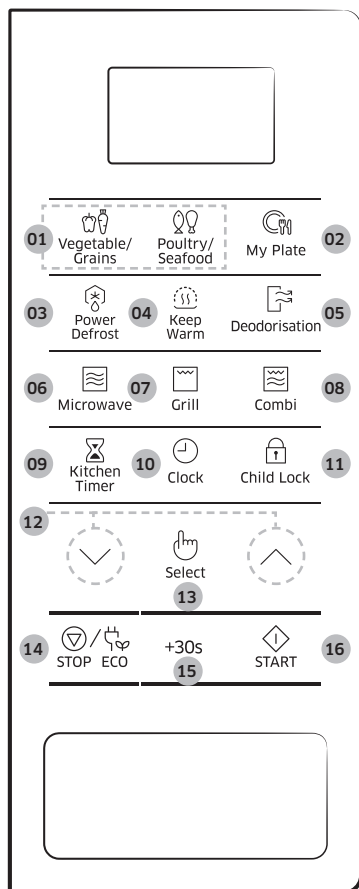 01
Vegetable/
Grains
Poultry/
Seafood
My Plate
02
03
Power
Defrost
04
Keep
Warm
Deodorisation
05
06
Microwave
07
Grill
Combi
08
09
Kitchen
Timer
10
Clock
Child Lock
11
12
Select
13
14
STOP / ECO
+30s
15
START
16